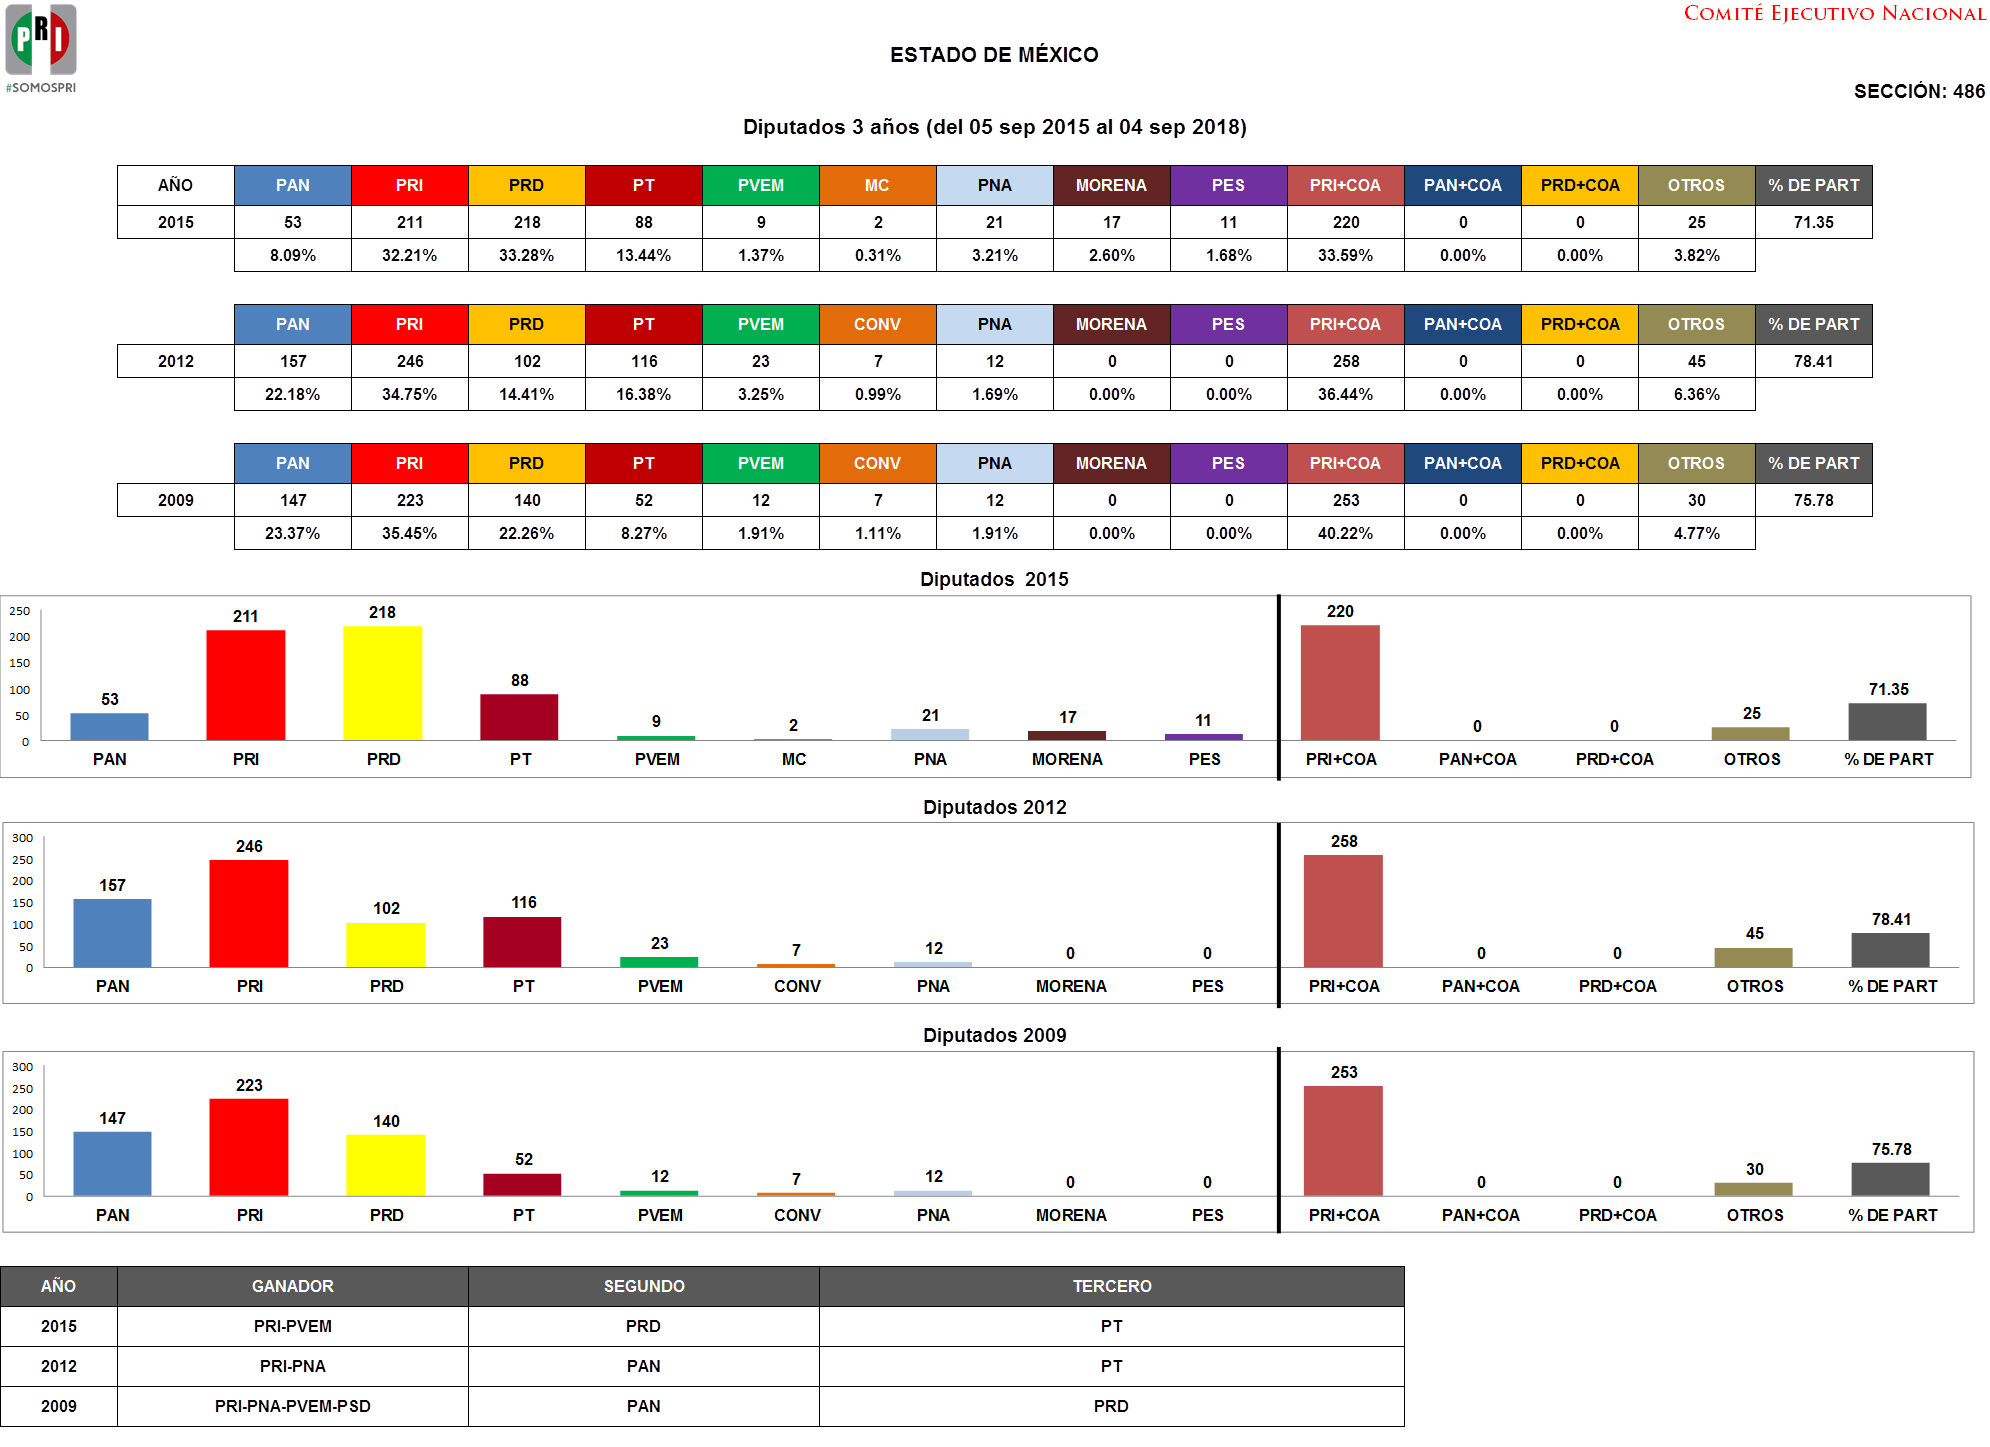 PRI
#SOMOSPRI
COMITÉ EJECUTIVO NACIONAL
ESTADO DE MÉXICO
SECCIÓN: 486
Diputados 3 años (del 05 sep 2015 al 04 sep 2018)
AÑO PAN PRI PRD PT PVEM MC PNA MORENA PES PRI+COA PAN+COA PRD+COA OTROS % DE PART
2015 53 211 218 88 9 2 21 17 11 220 0 0 25 71.35
8.09% 32.21% 33.28% 13.44% 1.37% 0.31% 3.21% 2.60% 1.68% 33.59% 0.00% 0.00% 3.82%
PAN PRI PRD PT PVEM CONV PNA MORENA PES PRI+COA PAN+COA PRD+COA OTROS % DE PART
2012 157 246 102 116 23 7 12 0 0 258 0 0 45 78.41
22.18% 34.75% 14.41% 16.38% 3.25% 0.99% 1.69% 0.00% 0.00% 36.44% 0.00% 0.00% 6.36%
PAN PRI PRD PT PVEM CONV PNA MORENA PES PRI+COA PAN+COA PRD+COA OTROS % DE PART
2009 147 223 140 52 12 7 12 0 0 253 0 0 30 75.78
23.37% 35.45% 22.26% 8.27% 1.91% 1.11% 1.91% 0.00% 0.00% 40.22% 0.00% 0.00% 4.77%
Diputados 2015
250
200
150
100
50
0
53 211 218 88 9 2 21 17 11 220 0 0 25 71.35
PAN PRI PRD PT PVEM MC PNA MORENA PES PRI+COA PAN+COA PRD+COA OTROS % DE PART
Diputados 2012
300
250
200
150
100
50
0
157 246 102 116 23 7 12 0 0 258 0 0 45 78.41
PAN PRI PRD PT PVEM CONV PNA MORENA PES PRI+COA PAN+COA PRD+COA OTROS % DE PART
Diputados 2009
300
250
200
150
100
50
0
147 223 140 52 12 7 12 0 0 253 0 0 30 75.78
PAN PRI PRD PT PVEM CONV PNA MORENA PES PRI+COA PAN+COA PRD+COA OTROS % DE PART
AÑO GANADOR SEGUNDO TERCERO
2015 PRI-PVEM PRD PT
2012 PRI-PNA PAN PT
2009 PRI-PNA-PVEM-PSD PAN PRD